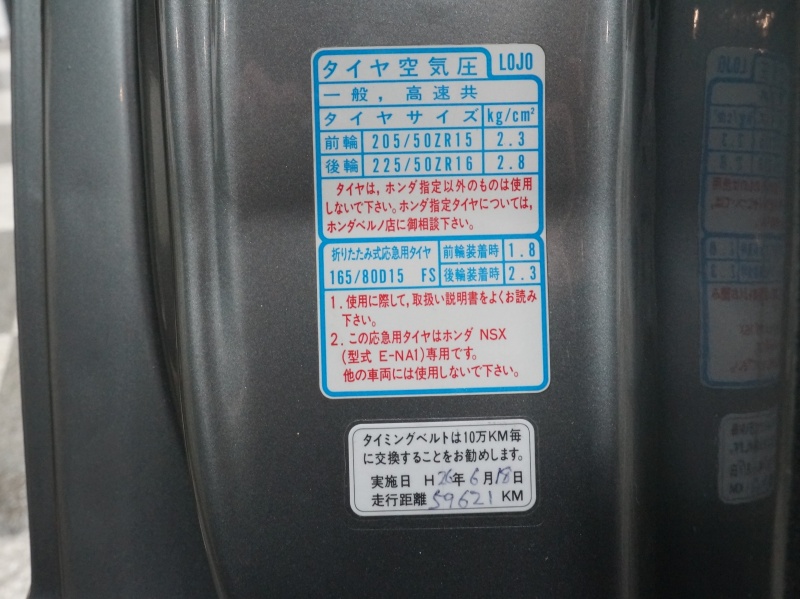 タイヤ空気圧 LOJO
一般，高速共
タイヤサイズ kg/cm²
前輪 205/50ZR15 2.3
後輪 225/50ZR16 2.8
タイヤは，ホンダ指定以外のものは使用
しないで下さい。ホンダ指定タイヤについては，
ホンダベルノ店に御相談下さい。
折りたたみ式応急用タイヤ 前輪装着時 1.8
165/80D15 FS 後輪装着時 2.3
1．使用に際して，取扱い説明書をよくお読み
下さい。
2．この応急用タイヤはホンダ NSX
(型式 E-NA1)専用です。
他の車両には使用しないで下さい。
タイミングベルトは10万KM毎
に交換することをお勧めします。
実施日 H 26年 6月 18日
走行距離 59621 KM